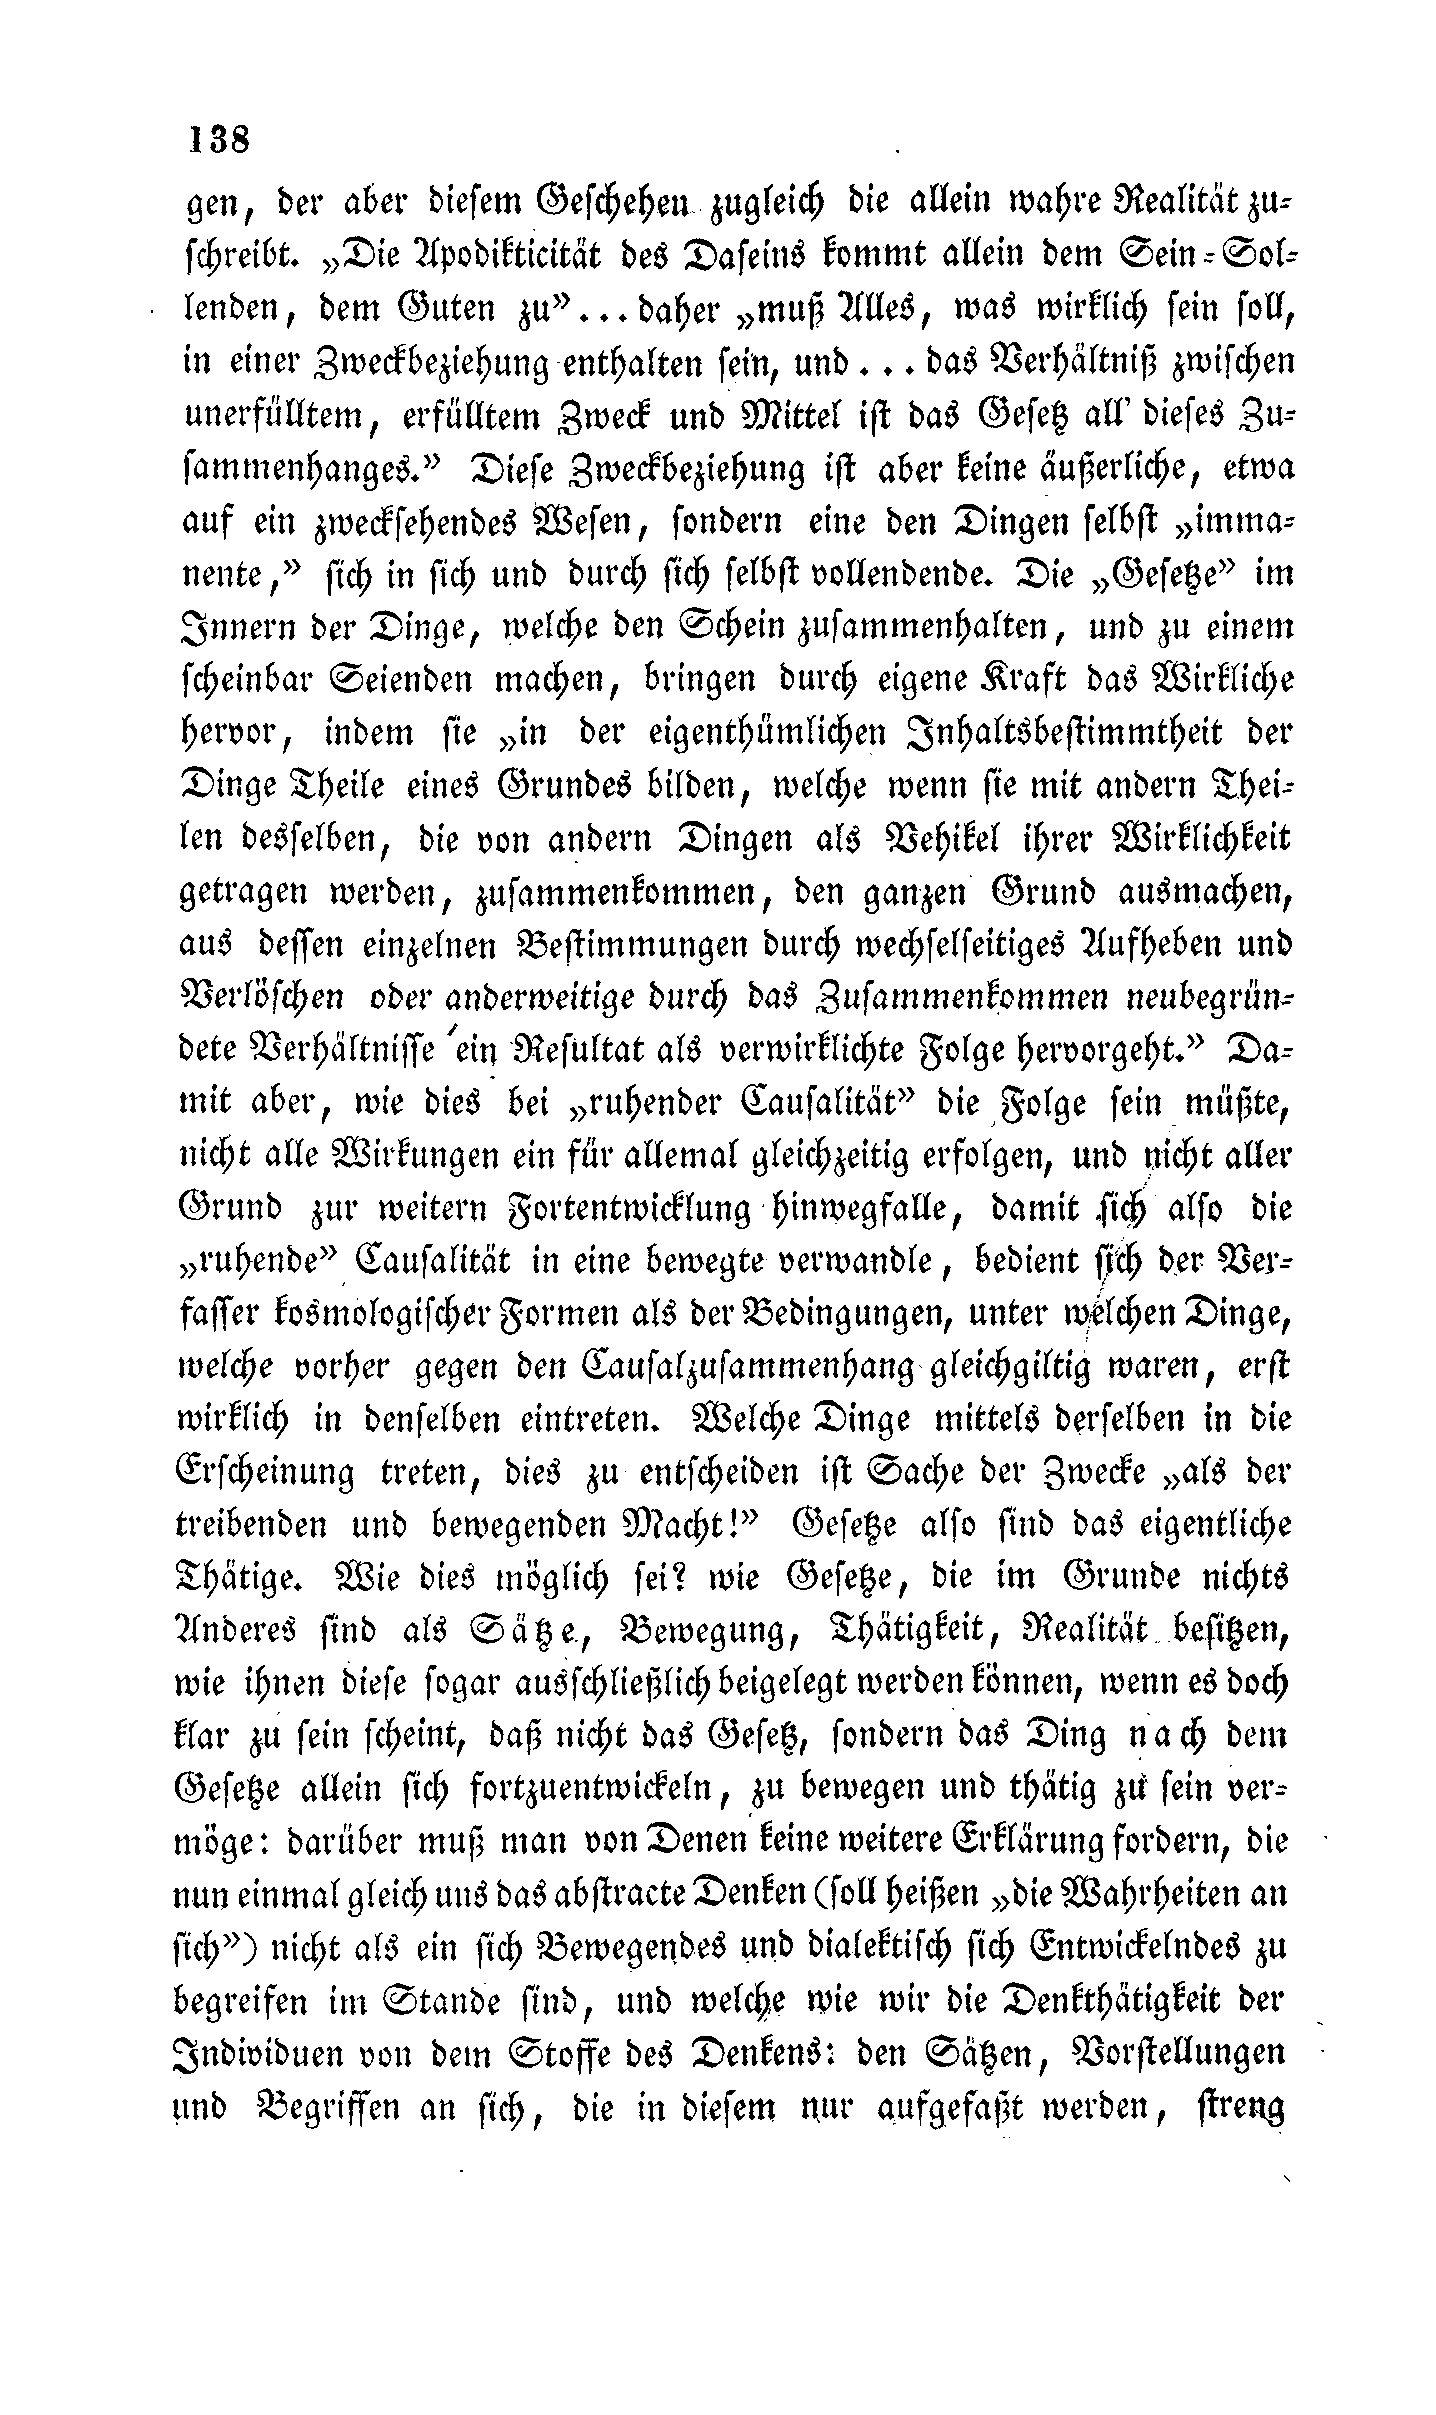 138
gen, der aber diesem Geschehen zugleich die allein wahre Realität zu-
schreibt. „Die Apodikticität des Daseins kommt allein dem Sein-Sol-
lenden, dem Guten zu” ... daher „muß Alles, was wirklich sein soll,
in einer Zweckbeziehung enthalten sein, und ... das Verhältniß zwischen
unerfülltem, erfülltem Zweck und Mittel ist das Gesetz all' dieses Zu-
sammenhanges.” Diese Zweckbeziehung ist aber keine äußerliche, etwa
auf ein zwecksehendes Wesen, sondern eine den Dingen selbst „imma-
nente,” sich in sich und durch sich selbst vollendende. Die „Gesetze” im
Innern der Dinge, welche den Schein zusammenhalten, und zu einem
scheinbar Seienden machen, bringen durch eigene Kraft das Wirkliche
hervor, indem sie „in der eigenthümlichen Inhaltsbestimmtheit der
Dinge Theile eines Grundes bilden, welche wenn sie mit andern Thei-
len desselben, die von andern Dingen als Vehikel ihrer Wirklichkeit
getragen werden, zusammenkommen, den ganzen Grund ausmachen,
aus dessen einzelnen Bestimmungen durch wechselseitiges Aufheben und
Verlöschen oder anderweitige durch das Zusammenkommen neubegrün-
dete Verhältnisse ein Resultat als verwirklichte Folge hervorgeht.” Da-
mit aber, wie dies bei „ruhender Causalität” die Folge sein müßte,
nicht alle Wirkungen ein für allemal gleichzeitig erfolgen, und nicht aller
Grund zur weitern Fortentwicklung hinwegfalle, damit sich also die
„ruhende” Causalität in eine bewegte verwandle, bedient sich der Ver-
fasser kosmologischer Formen als der Bedingungen, unter welchen Dinge,
welche vorher gegen den Causalzusammenhang gleichgiltig waren, erst
wirklich in denselben eintreten. Welche Dinge mittels derselben in die
Erscheinung treten, dies zu entscheiden ist Sache der Zwecke „als der
treibenden und bewegenden Macht!” Gesetze also sind das eigentliche
Thätige. Wie dies möglich sei? wie Gesetze, die im Grunde nichts
Anderes sind als Sätze, Bewegung, Thätigkeit, Realität besitzen,
wie ihnen diese sogar ausschließlich beigelegt werden können, wenn es doch
klar zu sein scheint, daß nicht das Gesetz, sondern das Ding nach dem
Gesetze allein sich fortzuentwickeln, zu bewegen und thätig zu sein ver-
möge: darüber muß man von Denen keine weitere Erklärung fordern, die
nun einmal gleich uns das abstracte Denken (soll heißen „die Wahrheiten an
sich”) nicht als ein sich Bewegendes und dialektisch sich Entwickelndes zu
begreifen im Stande sind, und welche wie wir die Denkthätigkeit der
Individuen von dem Stoffe des Denkens: den Sätzen, Vorstellungen
und Begriffen an sich, die in diesem nur aufgefaßt werden, streng